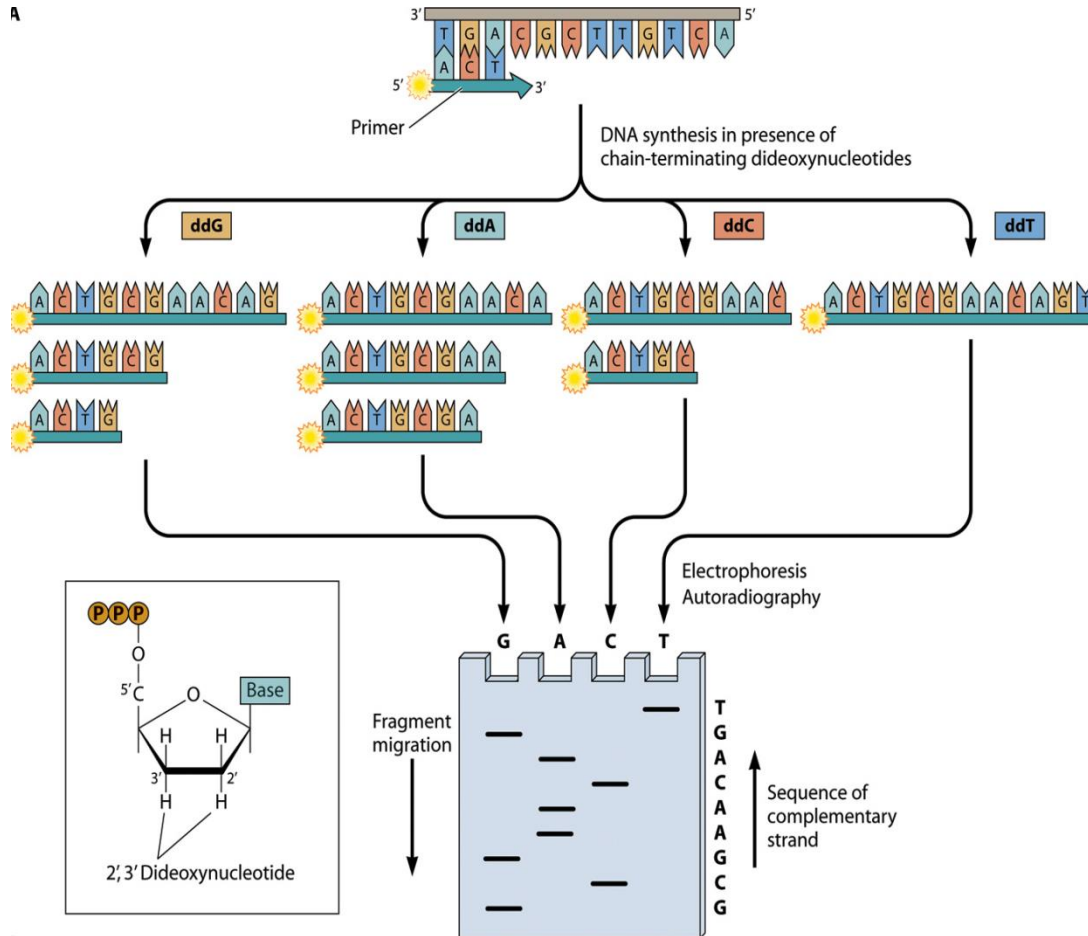 A
3′ 5′
T G A C G C T T G T C A
A C T
5′ 3′
Primer
DNA synthesis in presence of
chain-terminating dideoxynucleotides
ddG ddA ddC ddT
A C T G C G A A C A G
A C T G C G A A C A
A C T G C G A A C
A C T G C G A A C A G T
A C T G C G
A C T G C G A A
A C T G C
A C T G
A C T G C G A
Electrophoresis
Autoradiography
G A C T
P P P
O
5′ C
O
Base
H H
3′ 2′
H H
2′, 3′ Dideoxynucleotide
Fragment
migration
T
G
A
C
A
A
G
C
G
Sequence of
complementary
strand